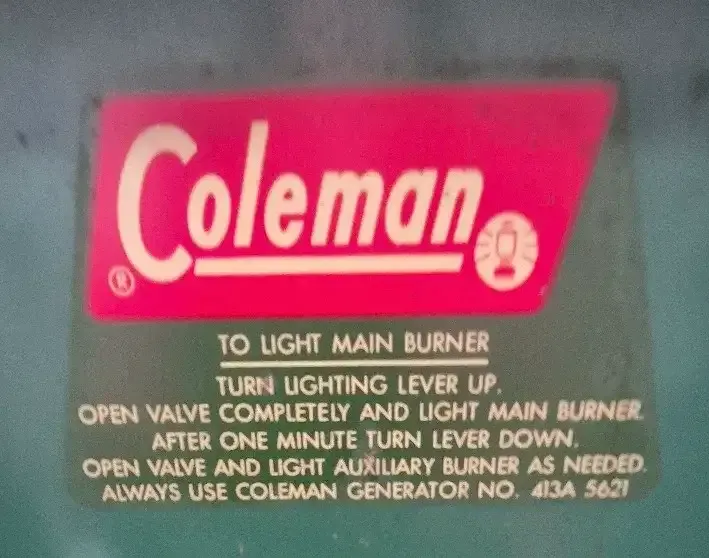 Coleman
®
TO LIGHT MAIN BURNER
TURN LIGHTING LEVER UP.
OPEN VALVE COMPLETELY AND LIGHT MAIN BURNER.
AFTER ONE MINUTE TURN LEVER DOWN.
OPEN VALVE AND LIGHT AUXILIARY BURNER AS NEEDED.
ALWAYS USE COLEMAN GENERATOR NO. 413A 5621